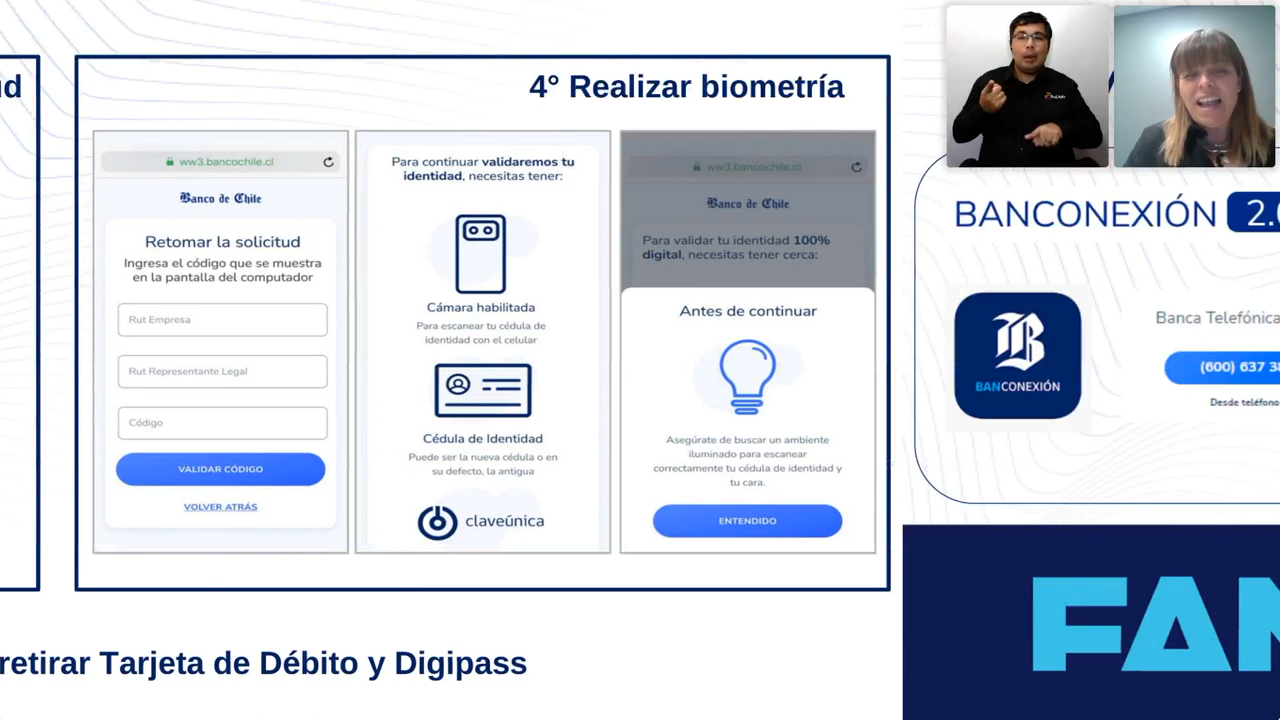 4° Realizar biometría
ww3.bancochile.cl
Banco de Chile
Retomar la solicitud
Ingresa el código que se muestra
en la pantalla del computador
Rut Empresa
Rut Representante Legal
Código
VALIDAR CÓDIGO
VOLVER ATRÁS
Para continuar validaremos tu
identidad, necesitas tener:
Cámara habilitada
Para escanear tu cédula de
identidad con el celular
Cédula de Identidad
Puede ser la nueva cédula o en
su defecto, la antigua
claveúnica
ww3.bancochile.cl
Banco de Chile
Para validar tu identidad 100%
digital, necesitas tener cerca:
Antes de continuar
Asegúrate de buscar un ambiente
iluminado para escanear
correctamente tu cédula de identidad y
tu cara.
ENTENDIDO
retirar Tarjeta de Débito y Digipass
BANCONEXIÓN 2.
BANCONEXIÓN
Banca Telefónica
(600) 637 3
Desde teléfono
FAN